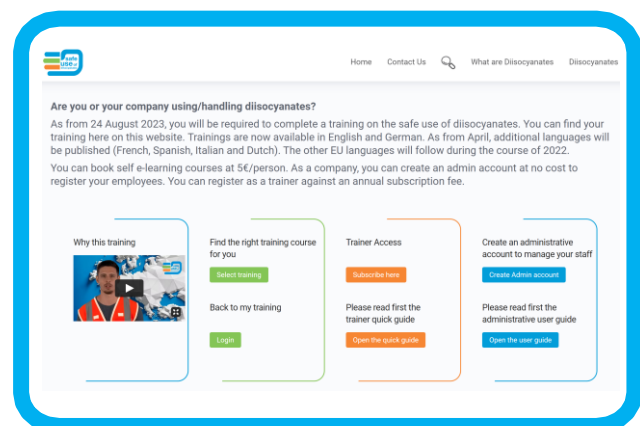 safe
use of
Home Contact Us What are Diisocyanates Diisocyanates
Are you or your company using/handling diisocyanates?
As from 24 August 2023, you will be required to complete a training on the safe use of diisocyanates. You can find your
training here on this website. Trainings are now available in English and German. As from April, additional languages will
be published (French, Spanish, Italian and Dutch). The other EU languages will follow during the course of 2022.
You can book self e-learning courses at 5€/person. As a company, you can create an admin account at no cost to
register your employees. You can register as a trainer against an annual subscription fee.
Why this training
Find the right training course
for you
Select training
Back to my training
Login
Trainer Access
Subscribe here
Please read first the
trainer quick guide
Open the quick guide
Create an administrative
account to manage your staff
Create Admin account
Please read first the
administrative user guide
Open the user guide